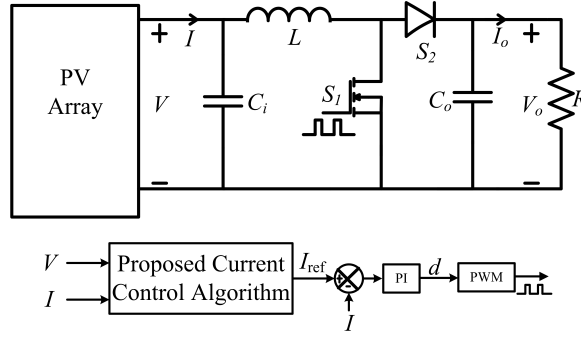 PV
Array
+
I
L
S2
Io
+
V
Ci
S1
Co
Vo
R
−
−
V
I
Proposed Current
Control Algorithm
Iref
+
-
I
PI
d
PWM